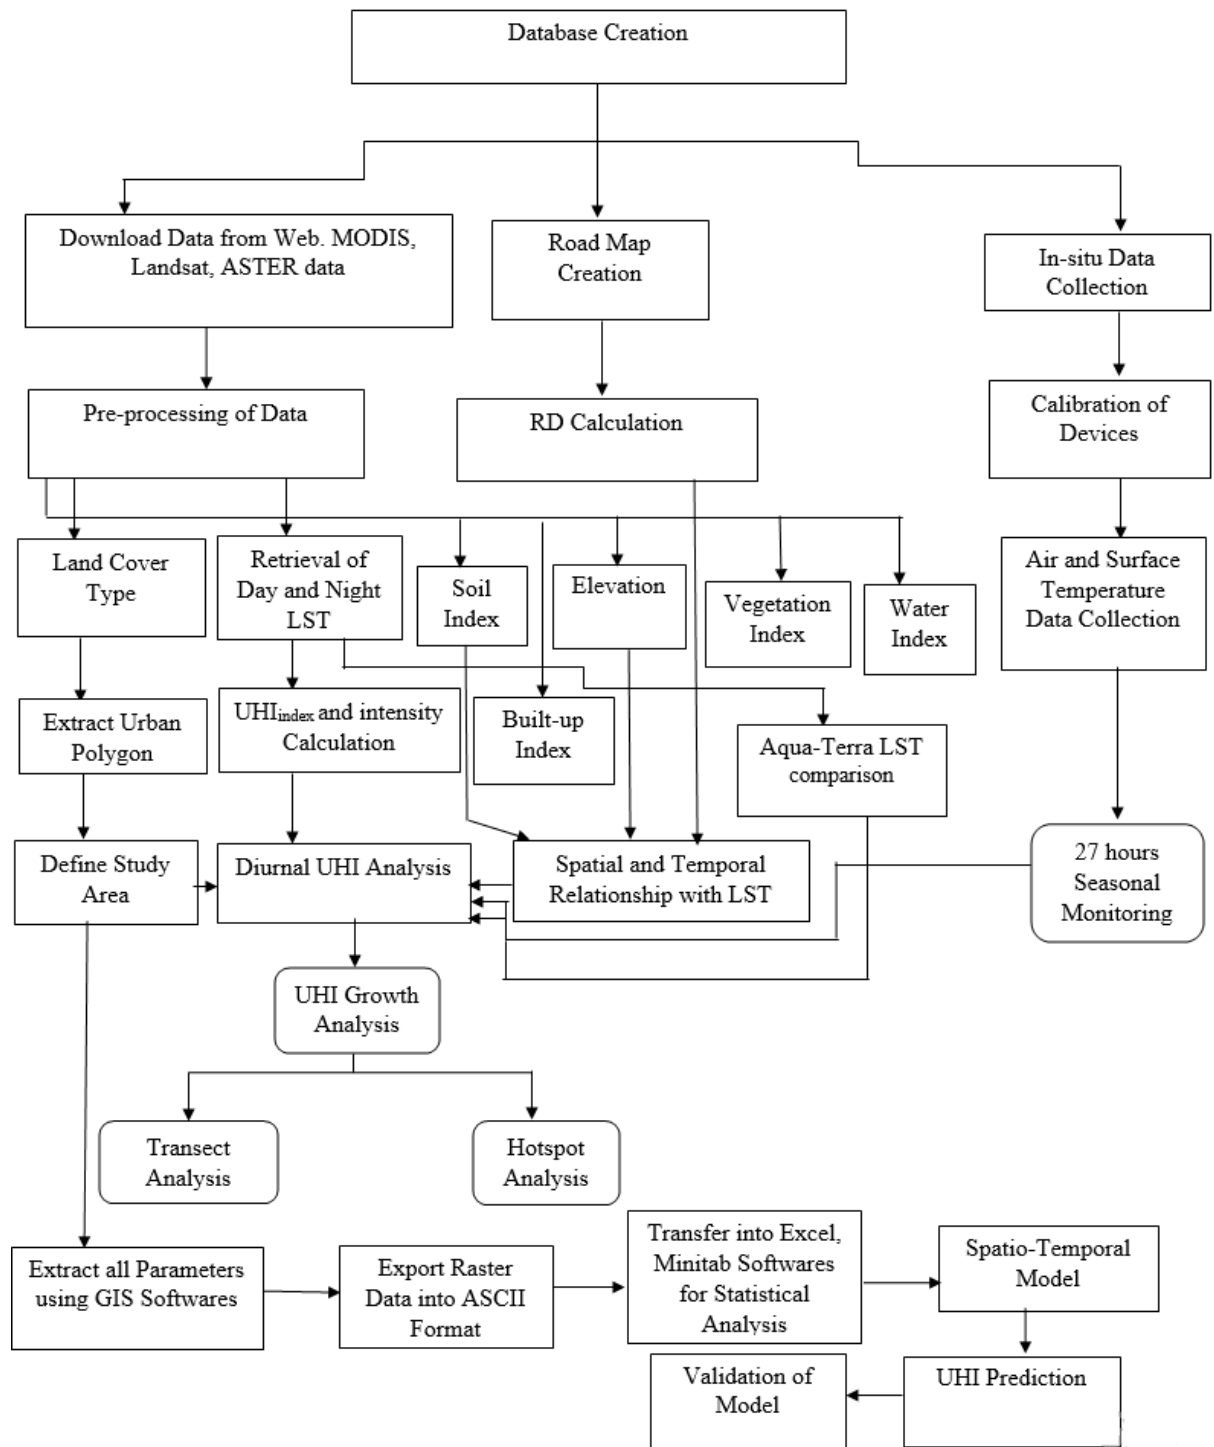 Database Creation
Download Data from Web. MODIS,
Landsat, ASTER data
Road Map
Creation
In-situ Data
Collection
Pre-processing of Data
RD Calculation
Calibration of
Devices
Land Cover
Type
Retrieval of
Day and Night
LST
Soil
Index
Elevation
Vegetation
Index
Water
Index
Air and Surface
Temperature
Data Collection
Extract Urban
Polygon
UHIindex and intensity
Calculation
Built-up
Index
Aqua-Terra LST
comparison
Define Study
Area
Diurnal UHI Analysis
Spatial and Temporal
Relationship with LST
27 hours
Seasonal
Monitoring
UHI Growth
Analysis
Transect
Analysis
Hotspot
Analysis
Extract all Parameters
using GIS Softwares
Export Raster
Data into ASCII
Format
Transfer into Excel,
Minitab Softwares
for Statistical
Analysis
Spatio-Temporal
Model
UHI Prediction
Validation of
Model